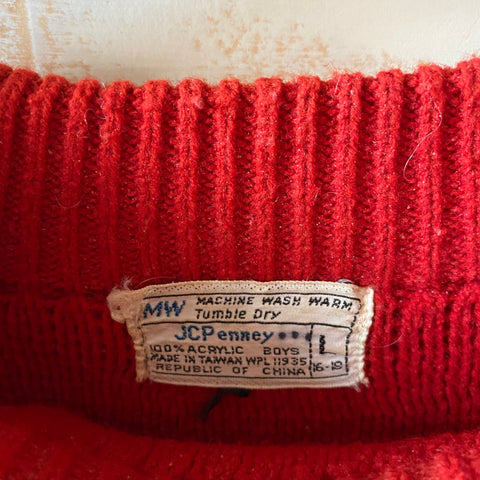 MW MACHINE WASH WARM
Tumble Dry
JCPenney
100% ACRYLIC BOYS L
MADE IN TAIWAN WPL 11935
REPUBLIC OF CHINA 16-16